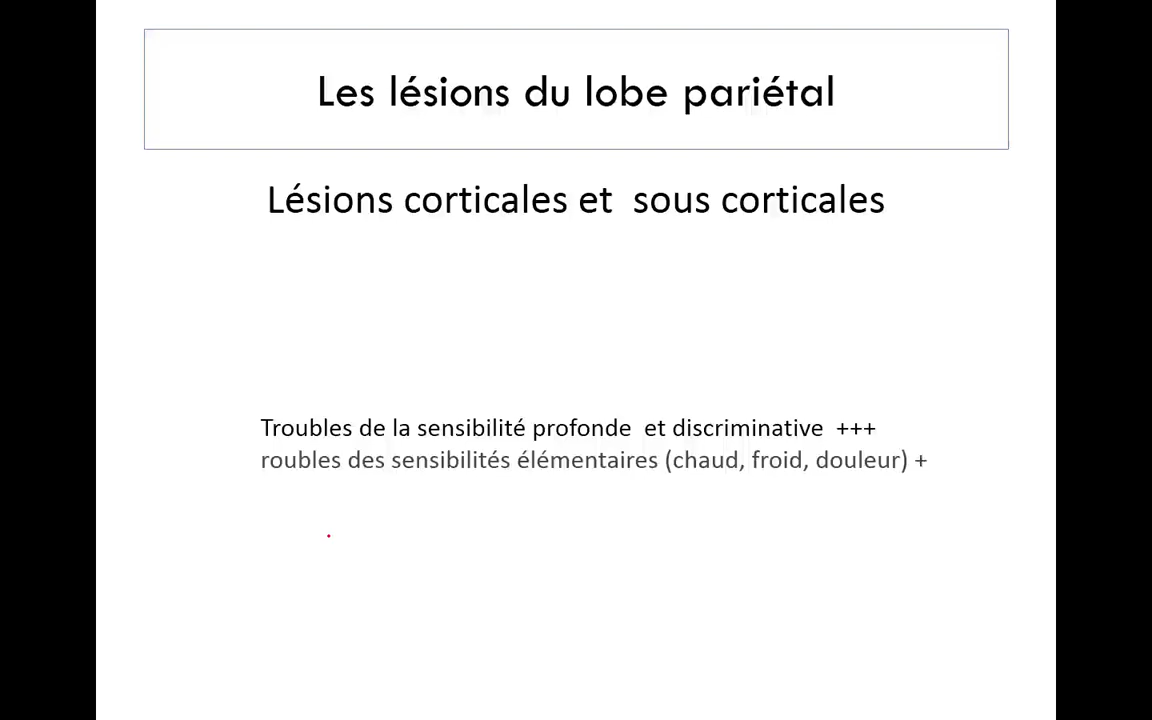 Les lésions du lobe pariétal
Lésions corticales et sous corticales
Troubles de la sensibilité profonde et discriminative +++
roubles des sensibilités élémentaires (chaud, froid, douleur) +